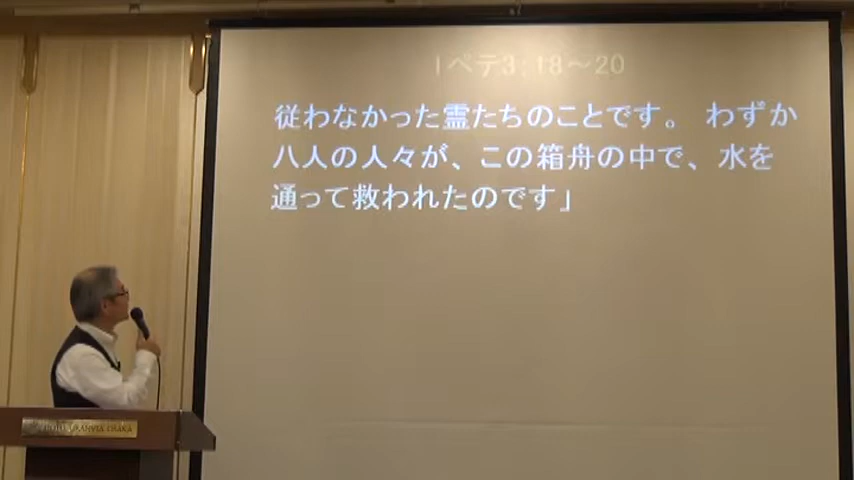 Iペテ3:18～20
従わなかった霊たちのことです。 わずか
八人の人々が、この箱舟の中で、水を
通って救われたのです」